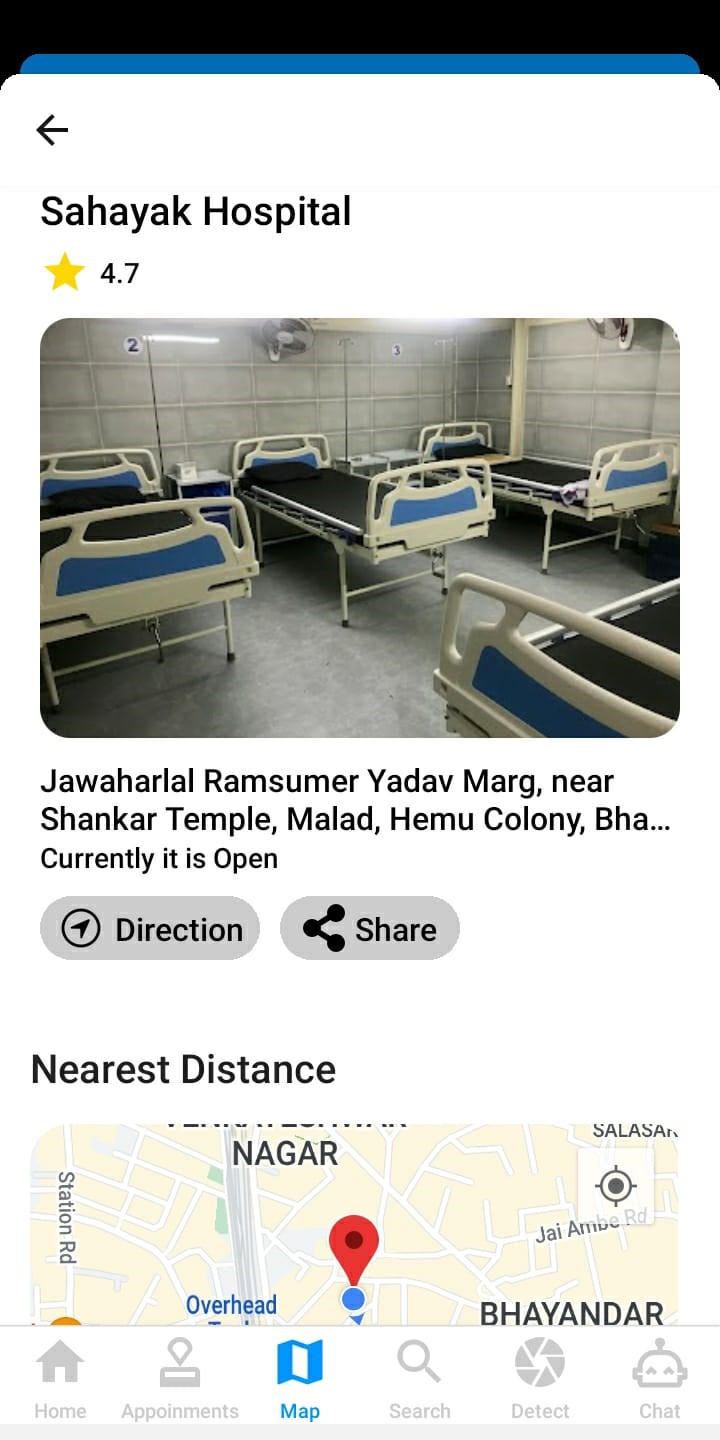 Sahayak Hospital
4.7
2
3
Jawaharlal Ramsumer Yadav Marg, near
Shankar Temple, Malad, Hemu Colony, Bha...
Currently it is Open
Direction
Share
Nearest Distance
NAGAR
Station Rd
Jai Ambe Rd
Overhead
BHAYANDAR
Home
Appoinments
Map
Search
Detect
Chat